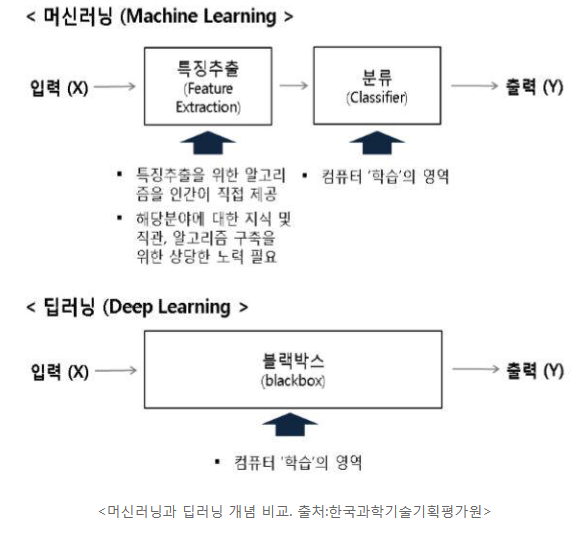 < 머신러닝 (Machine Learning >
입력 (X)
특징추출
(Feature
Extraction)
분류
(Classifier)
출력 (Y)
▪ 특징추출을 위한 알고리
즘을 인간이 직접 제공
▪ 해당분야에 대한 지식 및
직관, 알고리즘 구축을
위한 상당한 노력 필요
▪ 컴퓨터 '학습'의 영역
< 딥러닝 (Deep Learning >
입력 (X)
블랙박스
(blackbox)
출력 (Y)
▪ 컴퓨터 '학습'의 영역
<머신러닝과 딥러닝 개념 비교. 출처:한국과학기술기획평가원>